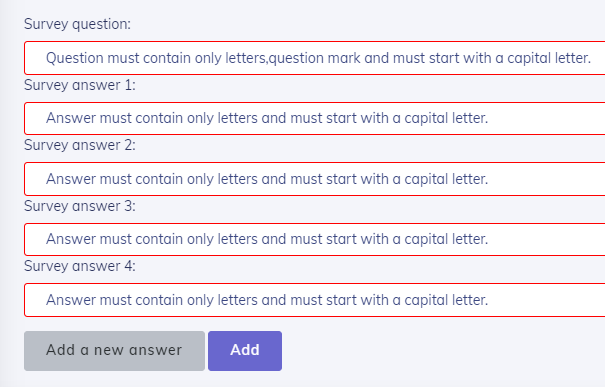 Survey question:
Question must contain only letters,question mark and must start with a capital letter.
Survey answer 1:
Answer must contain only letters and must start with a capital letter.
Survey answer 2:
Answer must contain only letters and must start with a capital letter.
Survey answer 3:
Answer must contain only letters and must start with a capital letter.
Survey answer 4:
Answer must contain only letters and must start with a capital letter.
Add a new answer Add